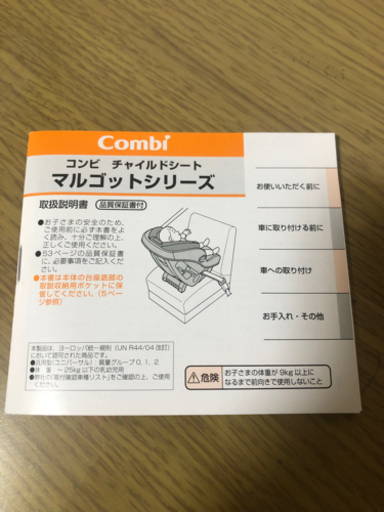 Combi
コンビ チャイルドシート
マルゴットシリーズ
取扱説明書 品質保証書付
●お子さまの安全のため、
ご使用前に必ず本書をよ
く読み、十分ご理解の上、
正しくご使用ください。
●53ページの品質保証書
に、必要事項をご記入くだ
さい。
●本書は本体の台座底部の
取説収納用ポケットに保
管してください。(5ペー
ジ参照)
本製品は、ヨーロッパ統一規則 (UN R44/04 改訂)
において認可された商品です。
●汎用型(ユニバーサル):質量グループ0, 1, 2
●体 重:~25kg 以下の乳幼児用
●弊社の「取付確認車種リスト」をご確認の上、ご使用
ください。
お使いいただく前に
車に取り付ける前に
車への取り付け
お手入れ・その他
危険
お子さまの体重が 9kg 以上に
なるまで前向きで使用しないこと